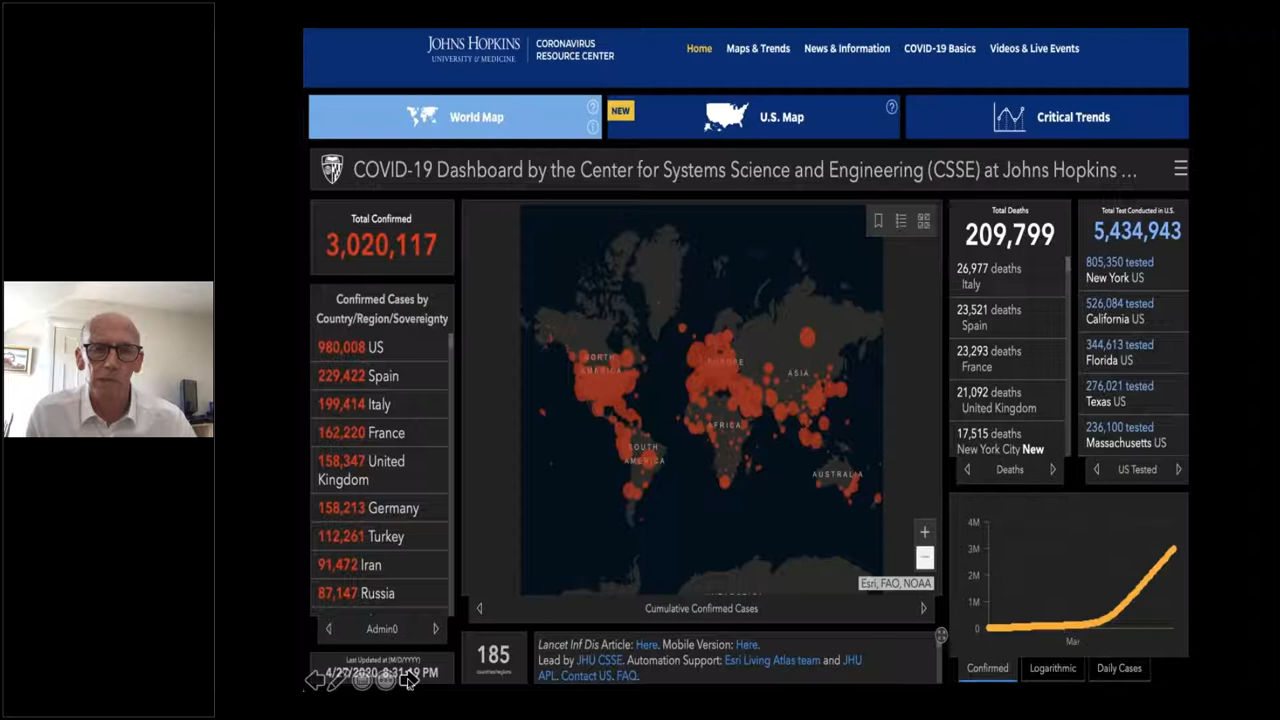 JOHNS HOPKINS
UNIVERSITY & MEDICINE
CORONAVIRUS
RESOURCE CENTER
Home
Maps & Trends
News & Information
COVID-19 Basics
Videos & Live Events
World Map
NEW
U.S. Map
Critical Trends
COVID-19 Dashboard by the Center for Systems Science and Engineering (CSSE) at Johns Hopkins ...
Total Confirmed
3,020,117
Confirmed Cases by
Country/Region/Sovereignty
980,008 US
229,422 Spain
199,414 Italy
162,220 France
158,347 United
Kingdom
158,213 Germany
112,261 Turkey
91,472 Iran
87,147 Russia
Admin0
Last Updated at (M/D/YYYY)
4/27/2020, PM
NORTH
AMERICA
EUROPE
ASIA
AFRICA
SOUTH
AMERICA
AUSTRALIA
Esri, FAO, NOAA
Cumulative Confirmed Cases
185
countries/regions
Lancet Inf Dis Article: Here. Mobile Version: Here.
Lead by JHU CSSE. Automation Support: Esri Living Atlas team and JHU
APL. Contact US. FAQ.
Total Deaths
209,799
26,977 deaths
Italy
23,521 deaths
Spain
23,293 deaths
France
21,092 deaths
United Kingdom
17,515 deaths
New York City New
Deaths
Total Test Conducted in U.S.
5,434,943
805,350 tested
New York US
526,084 tested
California US
344,613 tested
Florida US
276,021 tested
Texas US
236,100 tested
Massachusetts US
US Tested
4M
3M
2M
1M
0
Mar
Confirmed
Logarithmic
Daily Cases